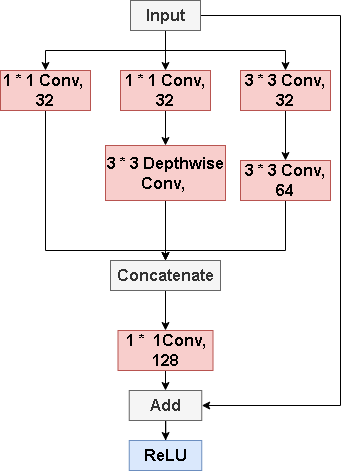 Input
1 * 1 Conv,
32
1 * 1 Conv,
32
3 * 3 Conv,
32
3 * 3 Depthwise
Conv,
3 * 3 Conv,
64
Concatenate
1 * 1Conv,
128
Add
ReLU